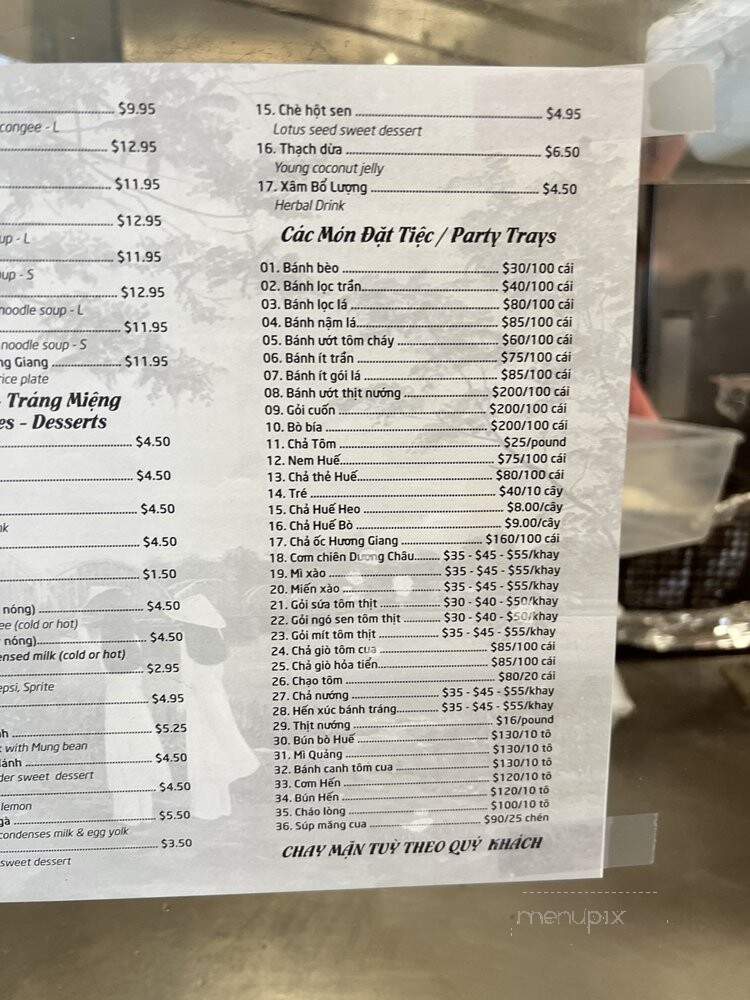 $9.95
congee - L
$12.95
$11.95
$12.95
up - L
$11.95
up - S
$12.95
noodle soup - L
$11.95
noodle soup - S
ng Giang $11.95
rice plate
- Tráng Miệng
es - Desserts
$4.50
$4.50
$4.50
nk
$4.50
$1.50
nóng) $4.50
ee (cold or hot)
nóng) $4.50
ensed milk (cold or hot)
$2.95
epsi, Sprite
$4.95
nh $5.25
with Mung bean
lánh $4.50
der sweet dessert
$4.50
lemon
gà $5.50
condenses milk & egg yolk
$3.50
sweet dessert
15. Chè hột sen $4.95
Lotus seed sweet dessert
16. Thạch dừa $6.50
Young coconut jelly
17. Xâm Bổ Lượng $4.50
Herbal Drink
Các Món Đặt Tiệc / Party Trays
01. Bánh bèo $30/100 cái
02. Bánh lọc trần $40/100 cái
03. Bánh lọc lá $80/100 cái
04. Bánh nậm lá $85/100 cái
05. Bánh ướt tôm cháy $60/100 cái
06. Bánh ít trần $75/100 cái
07. Bánh ít gói lá $85/100 cái
08. Bánh ướt thịt nướng $200/100 cái
09. Gỏi cuốn $200/100 cái
10. Bò bía $200/100 cái
11. Chả Tôm $25/pound
12. Nem Huế $75/100 cái
13. Chả thẻ Huế $80/100 cái
14. Tré $40/10 cây
15. Chả Huế Heo $8.00/cây
16. Chả Huế Bò $9.00/cây
17. Chả ốc Hương Giang $160/100 cái
18. Cơm chiên Dương Châu $35 - $45 - $55/khay
19. Mì xào $35 - $45 - $55/khay
20. Miến xào $35 - $45 - $55/khay
21. Gỏi sứa tôm thịt $30 - $40 - $50/khay
22. Gỏi ngó sen tôm thịt $30 - $40 - $50/khay
23. Gỏi mít tôm thịt $35 - $45 - $55/khay
24. Chả giò tôm cua $85/100 cái
25. Chả giò hỏa tiển $85/100 cái
26. Chạo tôm $80/20 cái
27. Chả nướng $35 - $45 - $55/khay
28. Hến xúc bánh tráng $35 - $45 - $55/khay
29. Thịt nướng $16/pound
30. Bún bò Huế $130/10 tô
31. Mì Quảng $130/10 tô
32. Bánh canh tôm cua $130/10 tô
33. Cơm Hến $120/10 tô
34. Bún Hến $120/10 tô
35. Cháo lòng $100/10 tô
36. Súp măng cua $90/25 chén
CHAY MẶN TUỲ THEO QUÝ KHÁCH
menupix